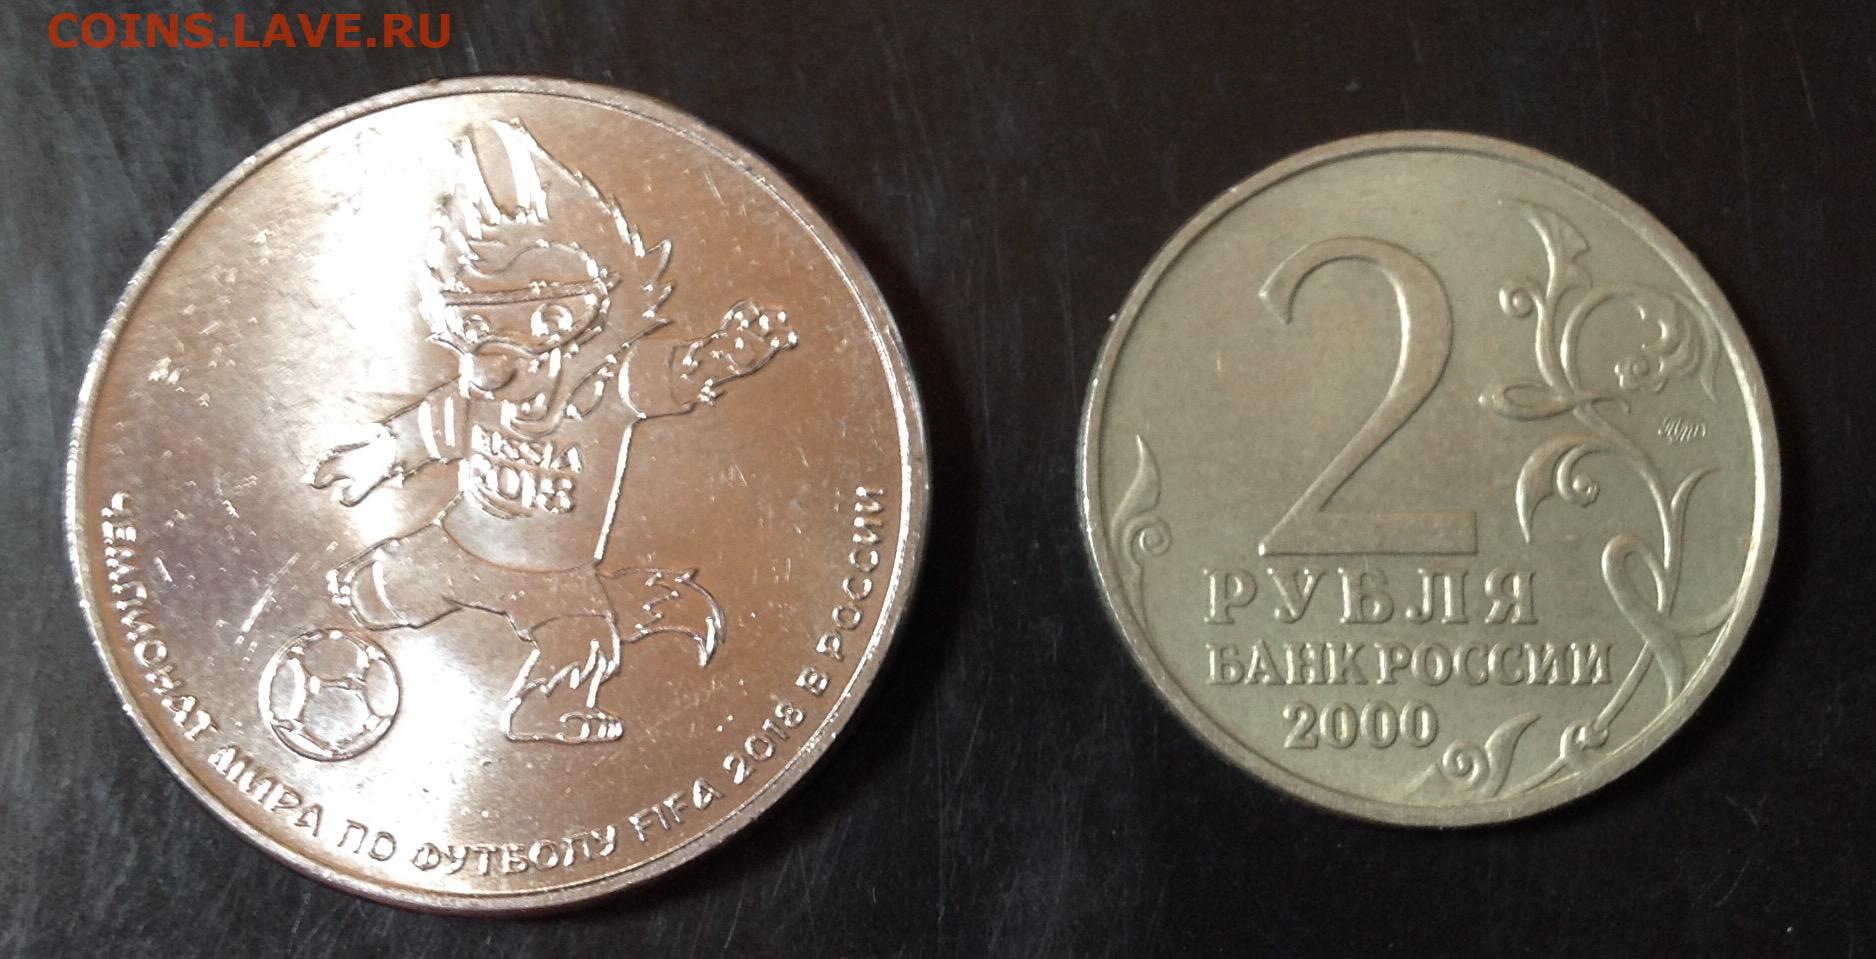 COINS.LAVE.RU
RUSSIA
2018
ЧЕМПИОНАТ МИРА ПО ФУТБОЛУ FIFA 2018 В РОССИИ
2
РУБЛЯ
БАНК РОССИИ
2000